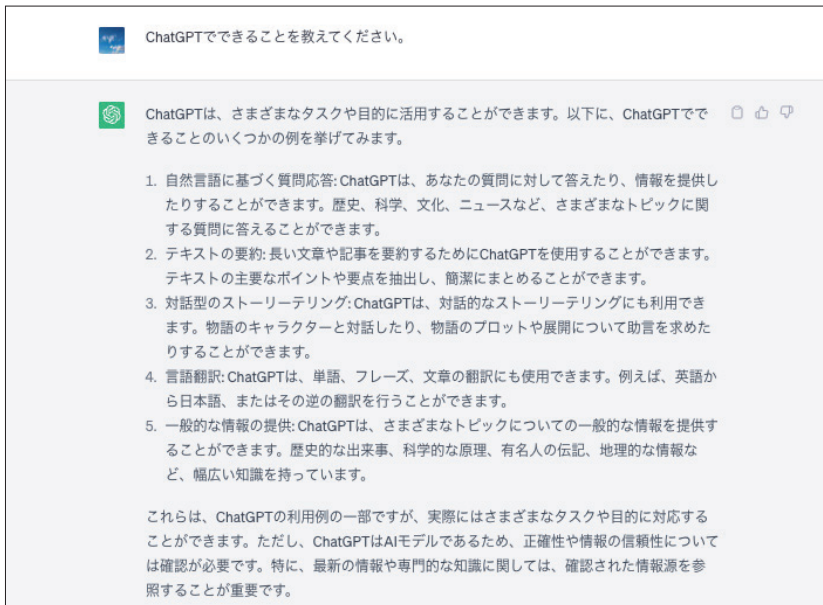 ChatGPTでできることを教えてください。
ChatGPTは、さまざまなタスクや目的に活用することができます。以下に、ChatGPTでで
きることのいくつかの例を挙げてみます。
1. 自然言語に基づく質問応答: ChatGPTは、あなたの質問に対して答えたり、情報を提供し
たりすることができます。歴史、科学、文化、ニュースなど、さまざまなトピックに関
する質問に答えることができます。
2. テキストの要約: 長い文章や記事を要約するためにChatGPTを使用することができます。
テキストの主要なポイントや要点を抽出し、簡潔にまとめることができます。
3. 対話型のストーリーテリング: ChatGPTは、対話的なストーリーテリングにも利用でき
ます。物語のキャラクターと対話したり、物語のプロットや展開について助言を求めた
りすることができます。
4. 言語翻訳: ChatGPTは、単語、フレーズ、文章の翻訳にも使用できます。例えば、英語か
ら日本語、またはその逆の翻訳を行うことができます。
5. 一般的な情報の提供: ChatGPTは、さまざまなトピックについての一般的な情報を提供す
ることができます。歴史的な出来事、科学的な原理、有名人の伝記、地理的な情報な
ど、幅広い知識を持っています。
これらは、ChatGPTの利用例の一部ですが、実際にはさまざまなタスクや目的に対応する
ことができます。ただし、ChatGPTはAIモデルであるため、正確性や情報の信頼性について
は確認が必要です。特に、最新の情報や専門的な知識に関しては、確認された情報源を参
照することが重要です。